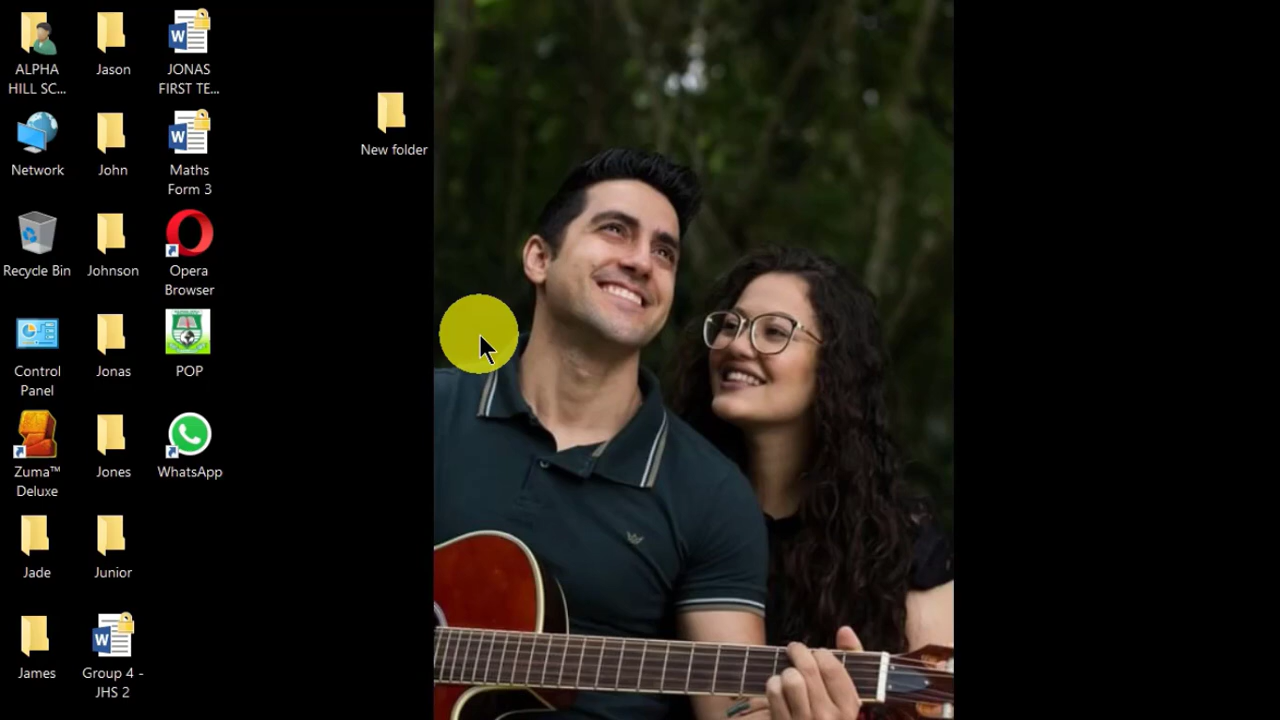 ALPHA
HILL SC...
Jason
JONAS
FIRST TE...
New folder
Network
John
Maths
Form 3
Recycle Bin
Johnson
Opera
Browser
Control
Panel
Jonas
POP
Zuma™
Deluxe
Jones
WhatsApp
Jade
Junior
James
Group 4 -
JHS 2